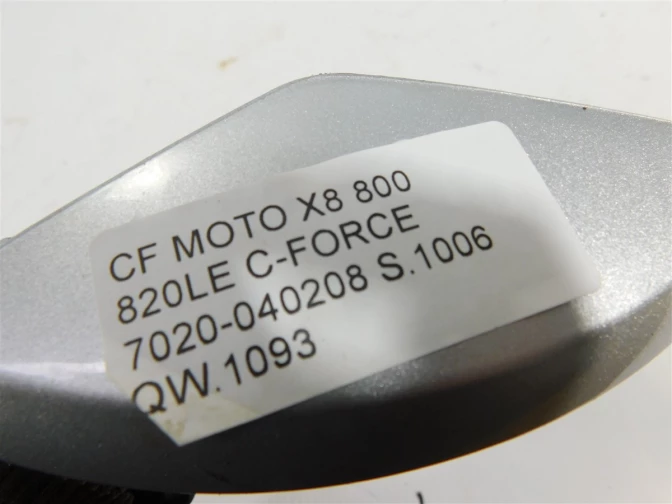 CF MOTO X8 800
820LE C-FORCE
7020-040208 S.1006
QW.1093